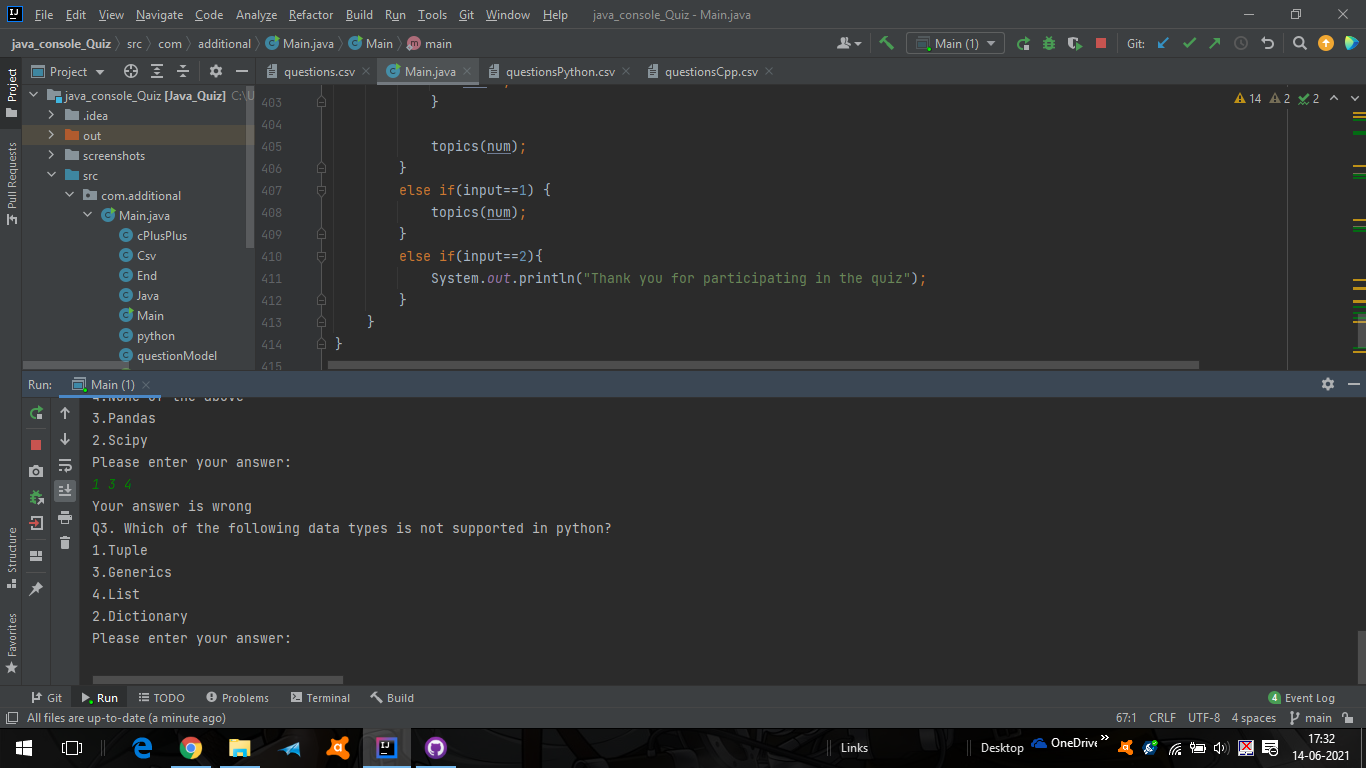 File Edit View Navigate Code Analyze Refactor Build Run Tools Git Window Help java_console_Quiz - Main.java
java_console_Quiz src com additional Main.java Main main Main (1) Git:
Project questions.csv Main.java questionsPython.csv questionsCpp.csv
Project
Pull Requests
Structure
Favorites
java_console_Quiz [Java_Quiz] C:\U
.idea
out
screenshots
src
com.additional
Main.java
cPlusPlus
Csv
End
Java
Main
python
questionModel
14 2 2
403 }
404
405 topics(num);
406 }
407 else if(input==1) {
408 topics(num);
409 }
410 else if(input==2){
411 System.out.println("Thank you for participating in the quiz");
412 }
413 }
414 }
415
Run: Main (1)
4.None of the above
3.Pandas
2.Scipy
Please enter your answer:
1 3 4
Your answer is wrong
Q3. Which of the following data types is not supported in python?
1.Tuple
3.Generics
4.List
2.Dictionary
Please enter your answer:
Git Run TODO Problems Terminal Build 4 Event Log
All files are up-to-date (a minute ago) 67:1 CRLF UTF-8 4 spaces main
Links Desktop OneDrive 17:32
14-06-2021